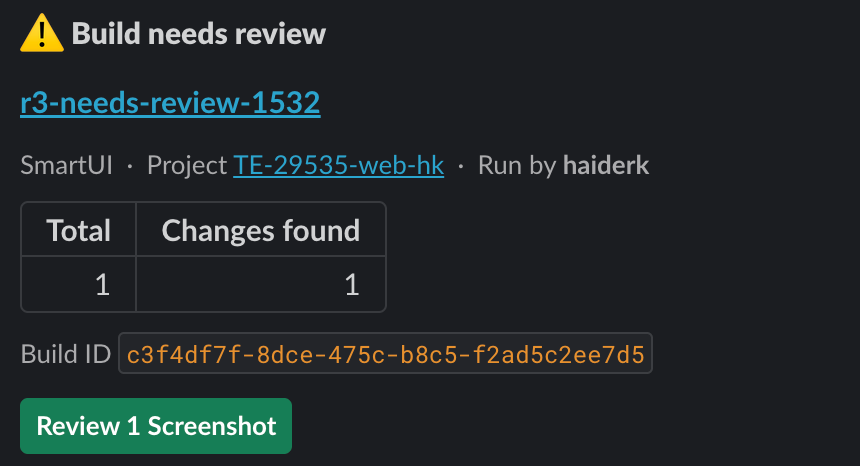 Build needs review
r3-needs-review-1532
SmartUI · Project TE-29535-web-hk · Run by haiderk
Total Changes found
1 1
Build ID c3f4df7f-8dce-475c-b8c5-f2ad5c2ee7d5
Review 1 Screenshot